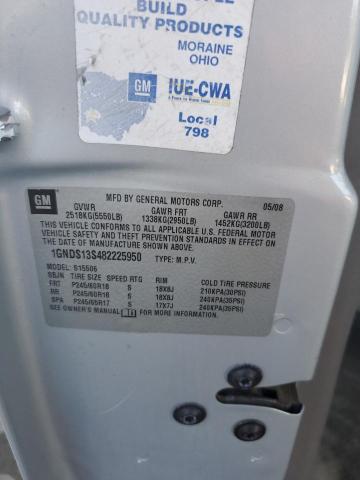 BUILD
QUALITY PRODUCTS
MORAINE
OHIO
GM IUE-CWA
Local
798
GM MFD BY GENERAL MOTORS CORP. 05/08
GVWR GAWR FRT GAWR RR
2518KG(5550LB) 1338KG(2950LB) 1452KG(3200LB)
THIS VEHICLE CONFORMS TO ALL APPLICABLE U.S. FEDERAL MOTOR
VEHICLE SAFETY AND THEFT PREVENTION STANDARDS IN EFFECT ON
THE DATE OF MANUFACTURE SHOWN ABOVE.
1GNDS13S482225950 TYPE: M.P.V.
MODEL: S15506
SBJN TIRE SIZE SPEED RTG RIM COLD TIRE PRESSURE
FRT P245/60R18 S 18X8J 210KPA(30PSI)
RR P245/60R18 S 18X8J 240KPA(35PSI)
SPA P245/65R17 S 17X7J 240KPA(35PSI)
SEE OWNER'S MANUAL FOR ADDITIONAL INFORMATION.